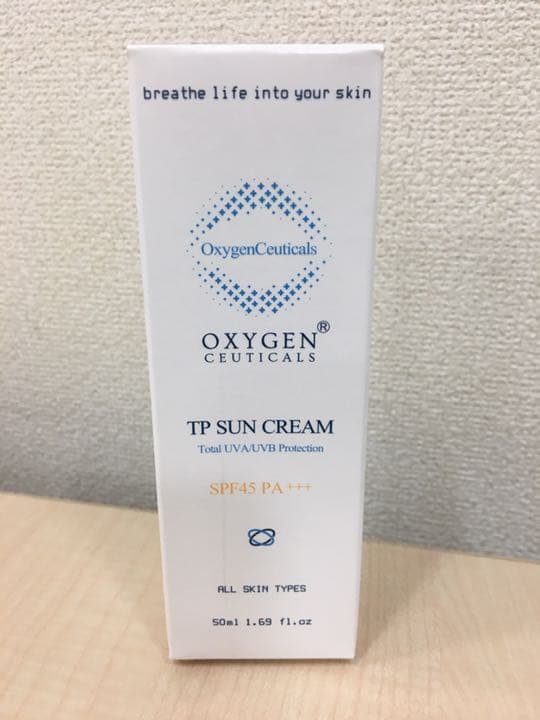 breathe life into your skin
OxygenCeuticals
OXYGEN®
CEUTICALS
TP SUN CREAM
Total UVA/UVB Protection
SPF45 PA+++
ALL SKIN TYPES
50ml 1.69 fl.oz